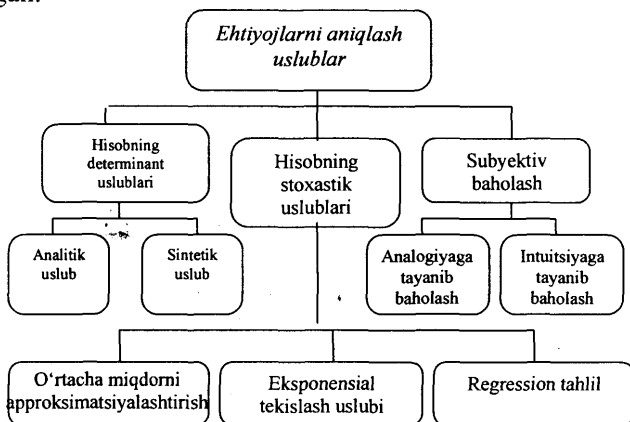 Ehtiyojlarni aniqlash
uslublar
Hisobning
determinant
uslublari
Hisobning
stoxastik
uslublari
Subyektiv
baholash
Analitik
uslub
Sintetik
uslub
Analogiyaga
tayanib
baholash
Intuitsiyaga
tayanib
baholash
O‘rtacha miqdorni
approksimatsiyalashtirish
Eksponensial
tekislash uslubi
Regression tahlil